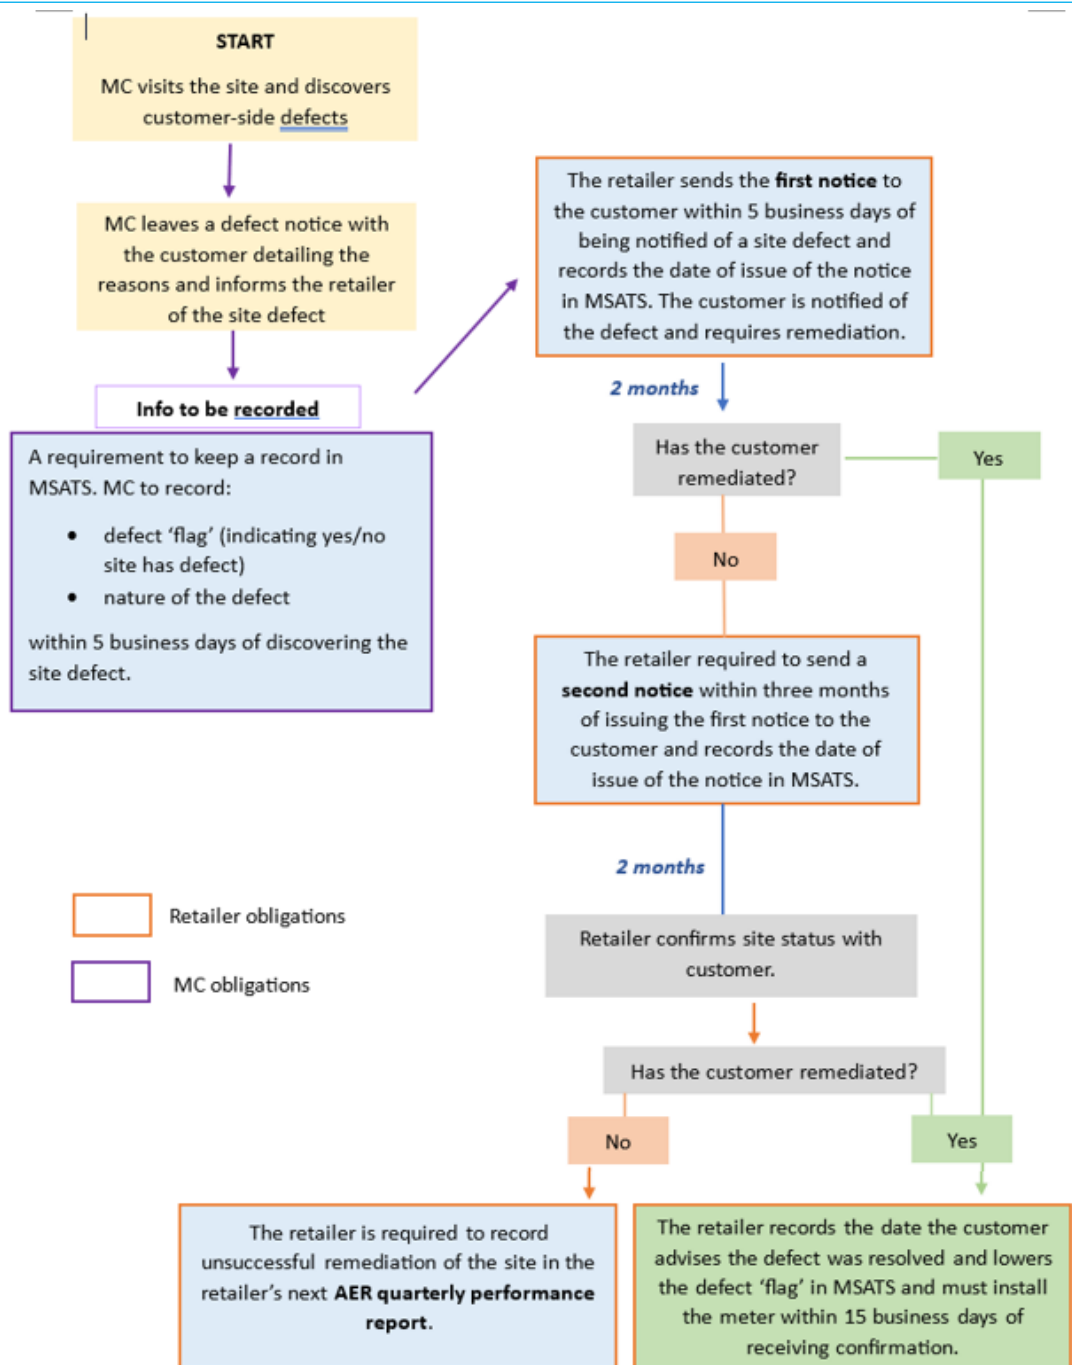 START
MC visits the site and discovers
customer-side defects
MC leaves a defect notice with
the customer detailing the
reasons and informs the retailer
of the site defect
Info to be recorded
A requirement to keep a record in
MSATS. MC to record:
• defect ‘flag’ (indicating yes/no
site has defect)
• nature of the defect
within 5 business days of discovering the
site defect.
The retailer sends the first notice to
the customer within 5 business days of
being notified of a site defect and
records the date of issue of the notice
in MSATS. The customer is notified of
the defect and requires remediation.
2 months
Has the customer
remediated?
Yes
No
The retailer required to send a
second notice within three months
of issuing the first notice to the
customer and records the date of
issue of the notice in MSATS.
2 months
Retailer obligations
MC obligations
Retailer confirms site status with
customer.
Has the customer remediated?
No
Yes
The retailer is required to record
unsuccessful remediation of the site in the
retailer’s next AER quarterly performance
report.
The retailer records the date the customer
advises the defect was resolved and lowers
the defect ‘flag’ in MSATS and must install
the meter within 15 business days of
receiving confirmation.